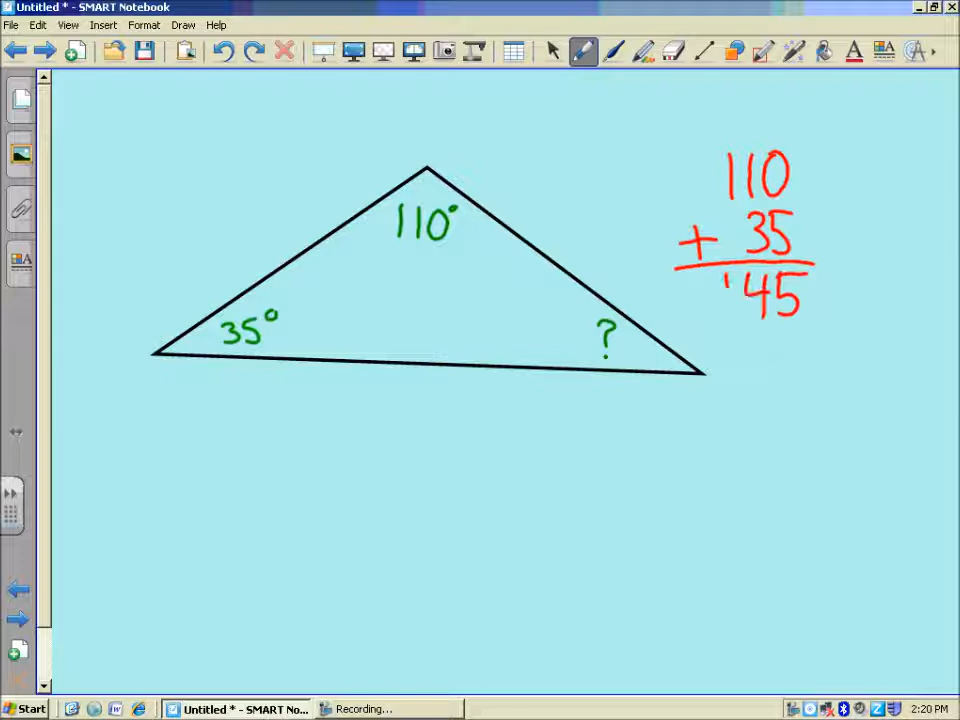 Untitled * - SMART Notebook
File Edit View Insert Format Draw Help
110°
35°
?
110
+ 35
145
Start
Untitled * - SMART No...
Recording...
2:20 PM